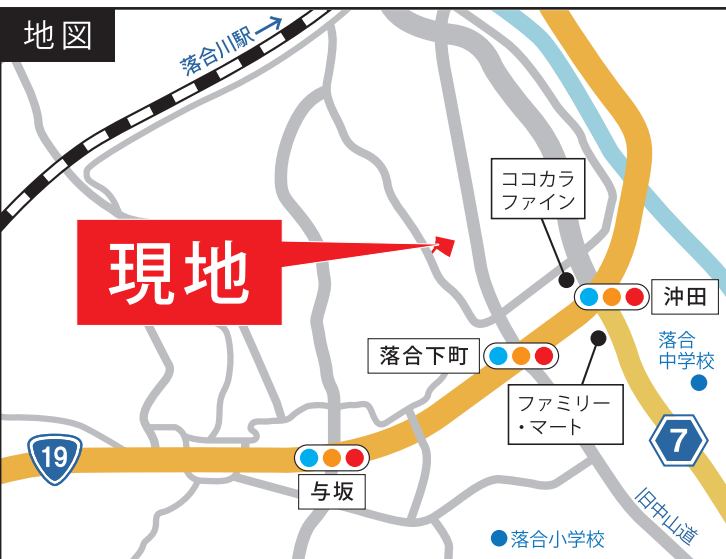 地図
落合川駅→
ココカラ
ファイン
現地
沖田
落合下町
落合
中学校
ファミリー
・マート
19
7
与坂
旧中山道
落合小学校